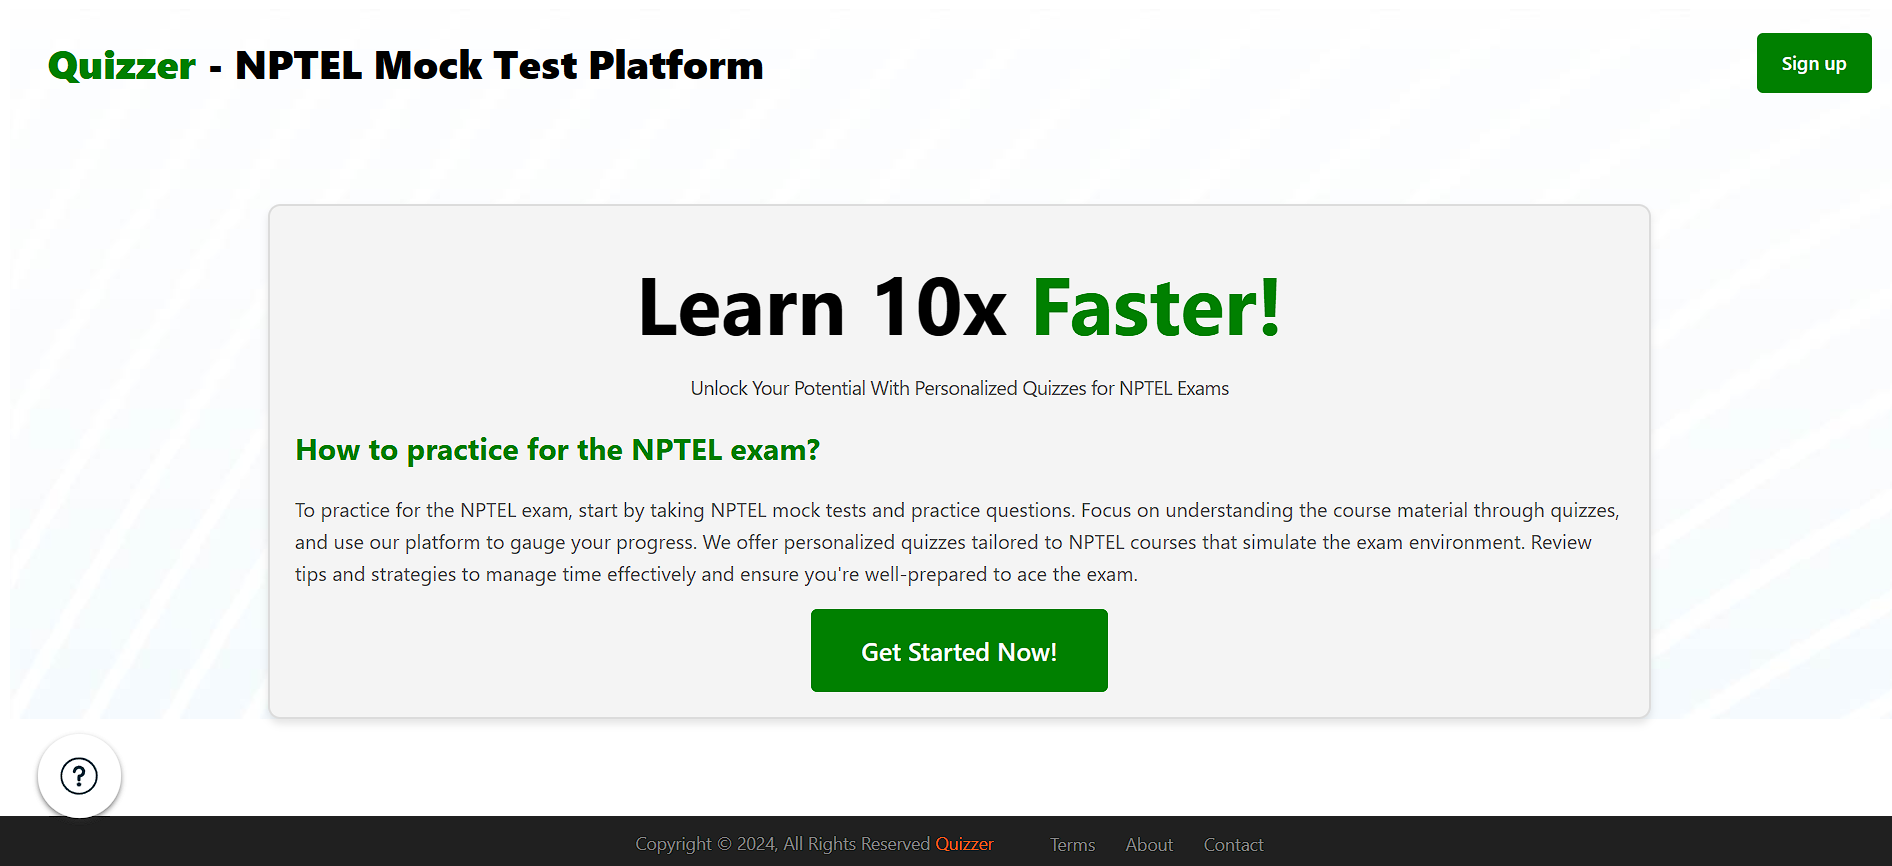 Quizzer - NPTEL Mock Test Platform
Sign up
Learn 10x Faster!
Unlock Your Potential With Personalized Quizzes for NPTEL Exams
How to practice for the NPTEL exam?
To practice for the NPTEL exam, start by taking NPTEL mock tests and practice questions. Focus on understanding the course material through quizzes,
and use our platform to gauge your progress. We offer personalized quizzes tailored to NPTEL courses that simulate the exam environment. Review
tips and strategies to manage time effectively and ensure you're well-prepared to ace the exam.
Get Started Now!
?
Copyright © 2024, All Rights Reserved Quizzer Terms About Contact